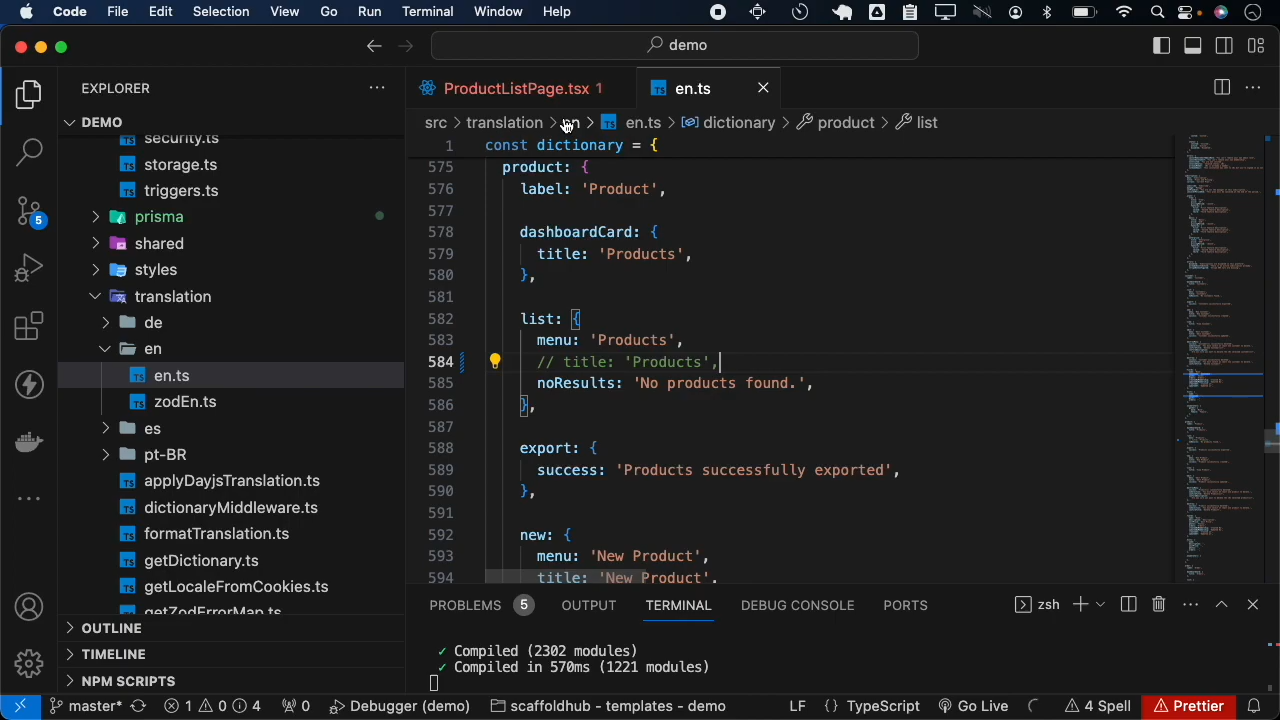 Code File Edit Selection View Go Run Terminal Window Help
demo
EXPLORER
DEMO
security.ts
storage.ts
triggers.ts
prisma
shared
styles
translation
de
en
en.ts
zodEn.ts
es
pt-BR
applyDayjsTranslation.ts
dictionaryMiddleware.ts
formatTranslation.ts
getDictionary.ts
getLocaleFromCookies.ts
getZodErrorMap.ts
OUTLINE
TIMELINE
NPM SCRIPTS
5
ProductListPage.tsx 1
TS en.ts
src > translation > en > TS en.ts > dictionary > product > list
1 const dictionary = {
575 product: {
576 label: 'Product',
577
578 dashboardCard: {
579 title: 'Products',
580 },
581
582 list: {
583 menu: 'Products',
584 title: 'Products',
585 noResults: 'No products found.',
586 },
587
588 export: {
589 success: 'Products successfully exported',
590 },
591
592 new: {
593 menu: 'New Product',
594 title: 'New Product',
PROBLEMS 5 OUTPUT TERMINAL DEBUG CONSOLE PORTS
zsh
✓ Compiled (2302 modules)
✓ Compiled in 570ms (1221 modules)
master* 1 0 4 0 Debugger (demo) scaffoldhub - templates - demo LF {} TypeScript Go Live 4 Spell Prettier